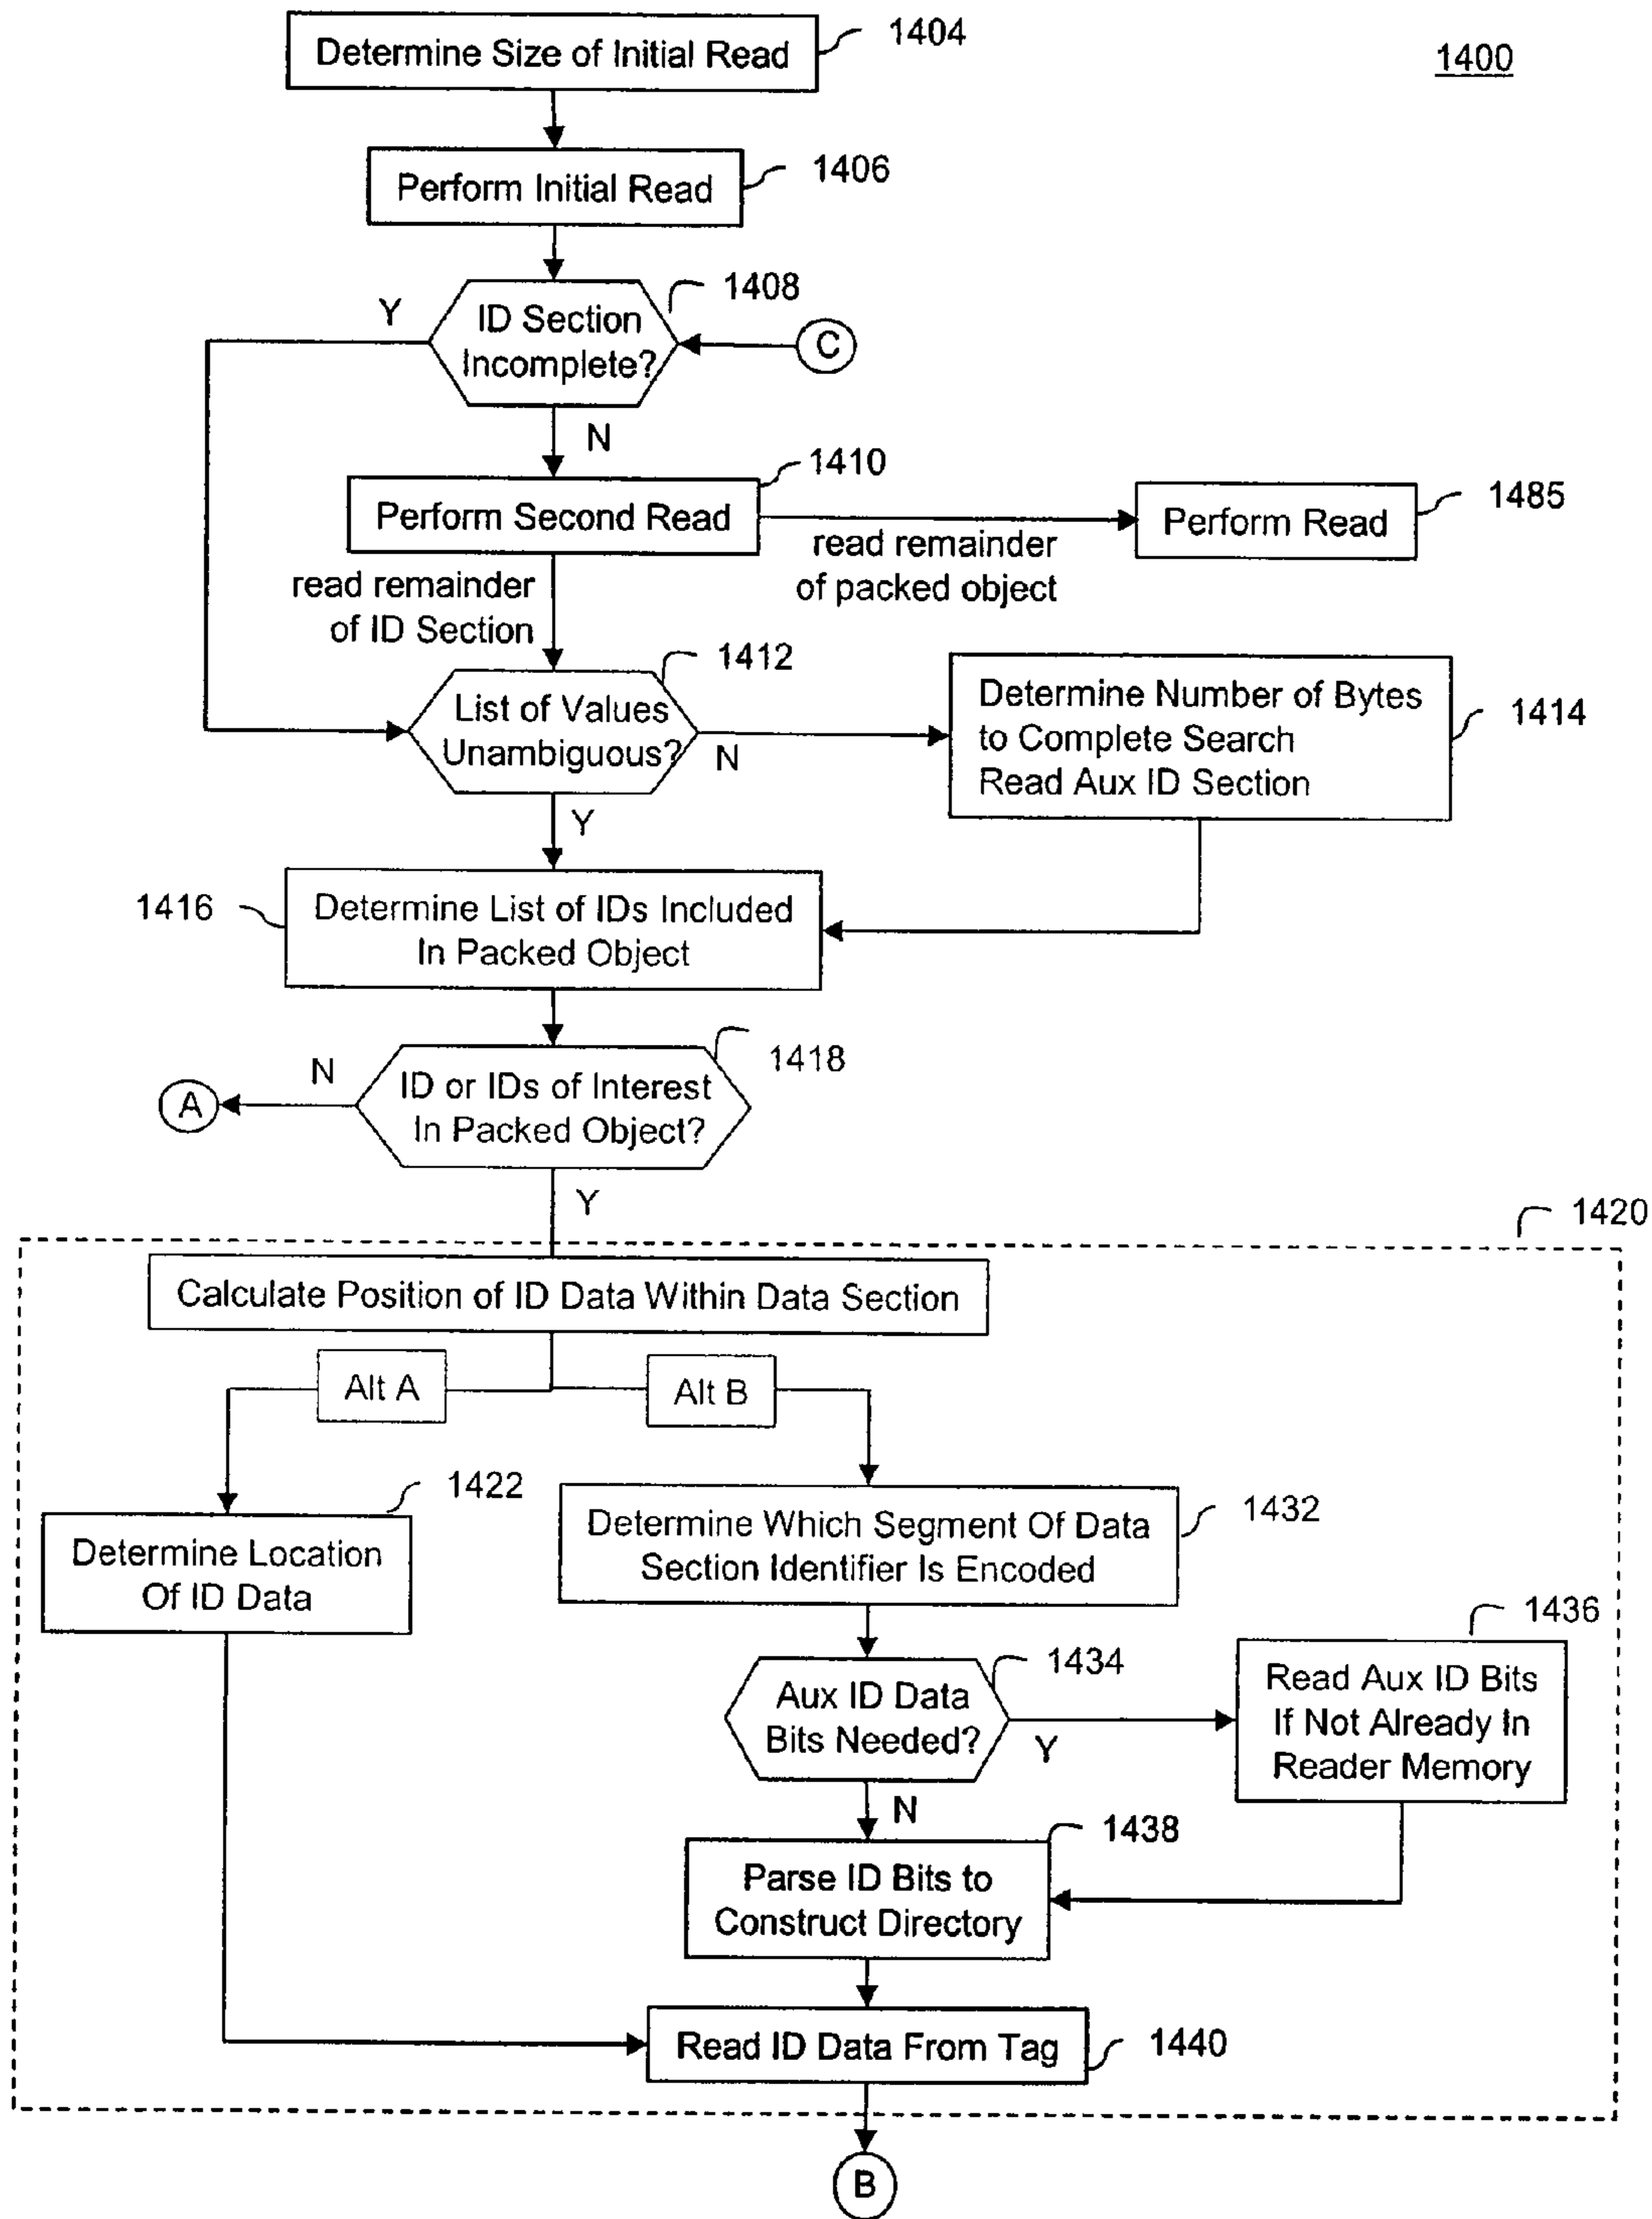 1400
Determine Size of Initial Read
1404
Perform Initial Read
1406
ID Section
Incomplete?
1408
Y
C
N
Perform Second Read
1410
read remainder
of packed object
Perform Read
1485
read remainder
of ID Section
List of Values
Unambiguous?
1412
N
Determine Number of Bytes
to Complete Search
Read Aux ID Section
1414
Y
1416
Determine List of IDs Included
In Packed Object
ID or IDs of Interest
In Packed Object?
1418
N
A
Y
1420
Calculate Position of ID Data Within Data Section
Alt A
Alt B
1422
Determine Location
Of ID Data
Determine Which Segment Of Data
Section Identifier Is Encoded
1432
Aux ID Data
Bits Needed?
1434
Y
Read Aux ID Bits
If Not Already In
Reader Memory
1436
N
Parse ID Bits to
Construct Directory
1438
Read ID Data From Tag
1440
B